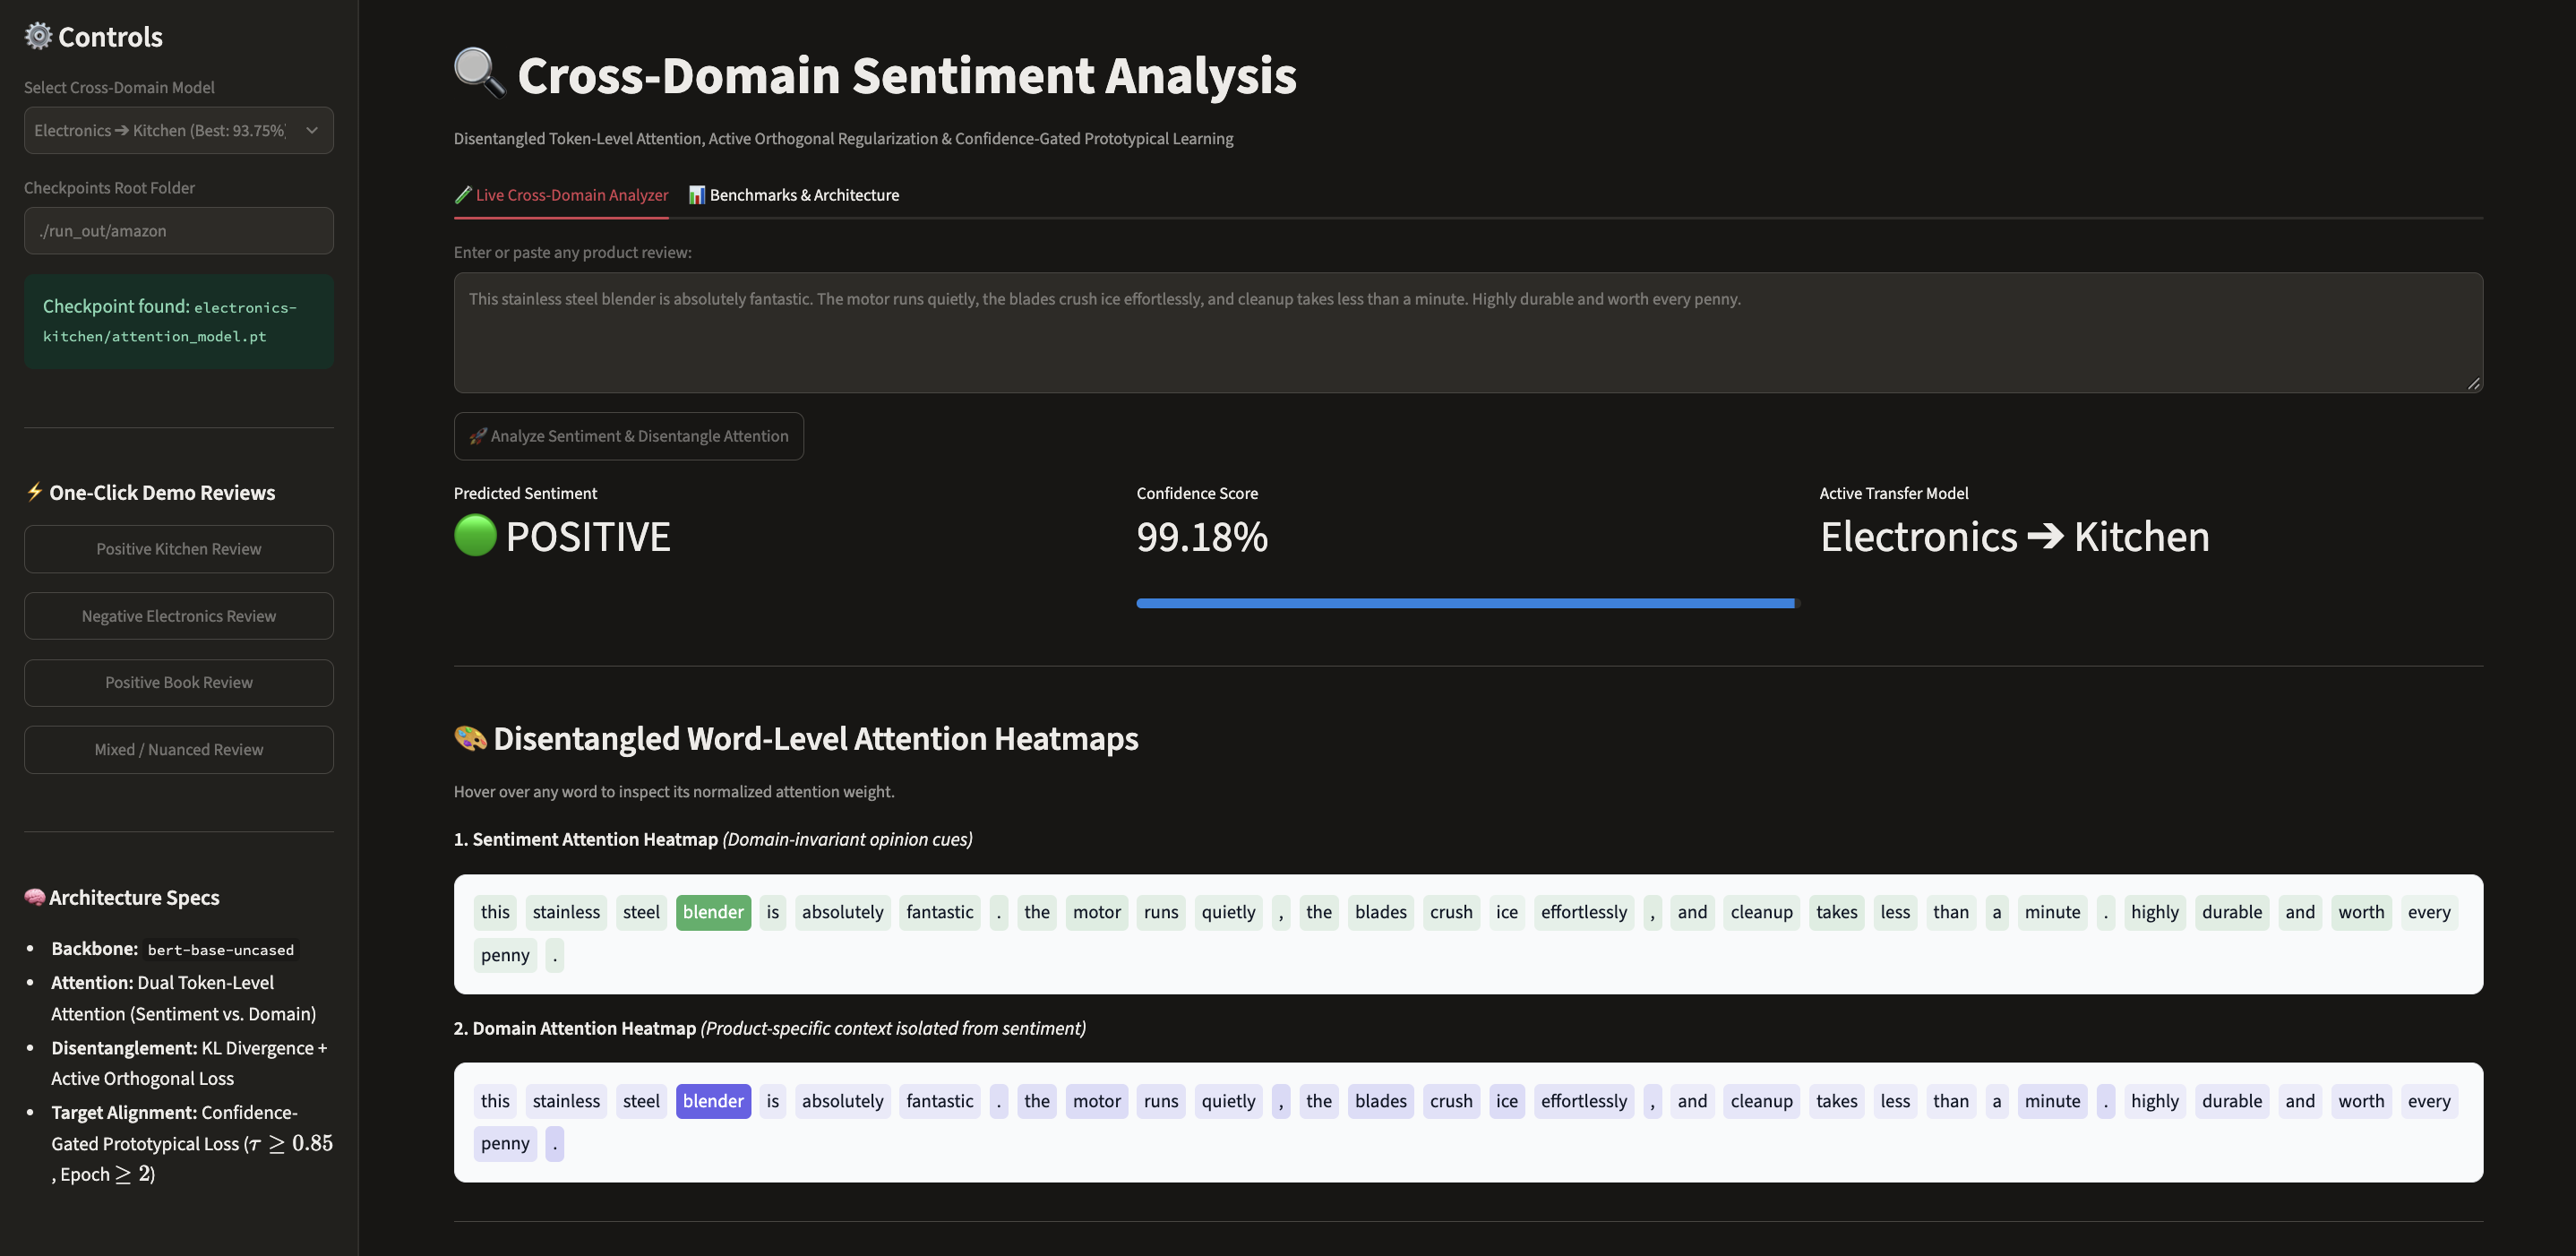 Controls
Select Cross-Domain Model
Electronics ➔ Kitchen (Best: 93.75%)
Checkpoints Root Folder
./run_out/amazon
Checkpoint found: electronics-
kitchen/attention_model.pt
One-Click Demo Reviews
Positive Kitchen Review
Negative Electronics Review
Positive Book Review
Mixed / Nuanced Review
Architecture Specs
• Backbone: bert-base-uncased
• Attention: Dual Token-Level
Attention (Sentiment vs. Domain)
• Disentanglement: KL Divergence +
Active Orthogonal Loss
• Target Alignment: Confidence-
Gated Prototypical Loss (τ ≥ 0.85
, Epoch ≥ 2)
Cross-Domain Sentiment Analysis
Disentangled Token-Level Attention, Active Orthogonal Regularization & Confidence-Gated Prototypical Learning
Live Cross-Domain Analyzer
Benchmarks & Architecture
Enter or paste any product review:
This stainless steel blender is absolutely fantastic. The motor runs quietly, the blades crush ice effortlessly, and cleanup takes less than a minute. Highly durable and worth every penny.
Analyze Sentiment & Disentangle Attention
Predicted Sentiment
POSITIVE
Confidence Score
99.18%
Active Transfer Model
Electronics ➔ Kitchen
Disentangled Word-Level Attention Heatmaps
Hover over any word to inspect its normalized attention weight.
1. Sentiment Attention Heatmap (Domain-invariant opinion cues)
this stainless steel blender is absolutely fantastic . the motor runs quietly , the blades crush ice effortlessly , and cleanup takes less than a minute . highly durable and worth every
penny .
2. Domain Attention Heatmap (Product-specific context isolated from sentiment)
this stainless steel blender is absolutely fantastic . the motor runs quietly , the blades crush ice effortlessly , and cleanup takes less than a minute . highly durable and worth every
penny .